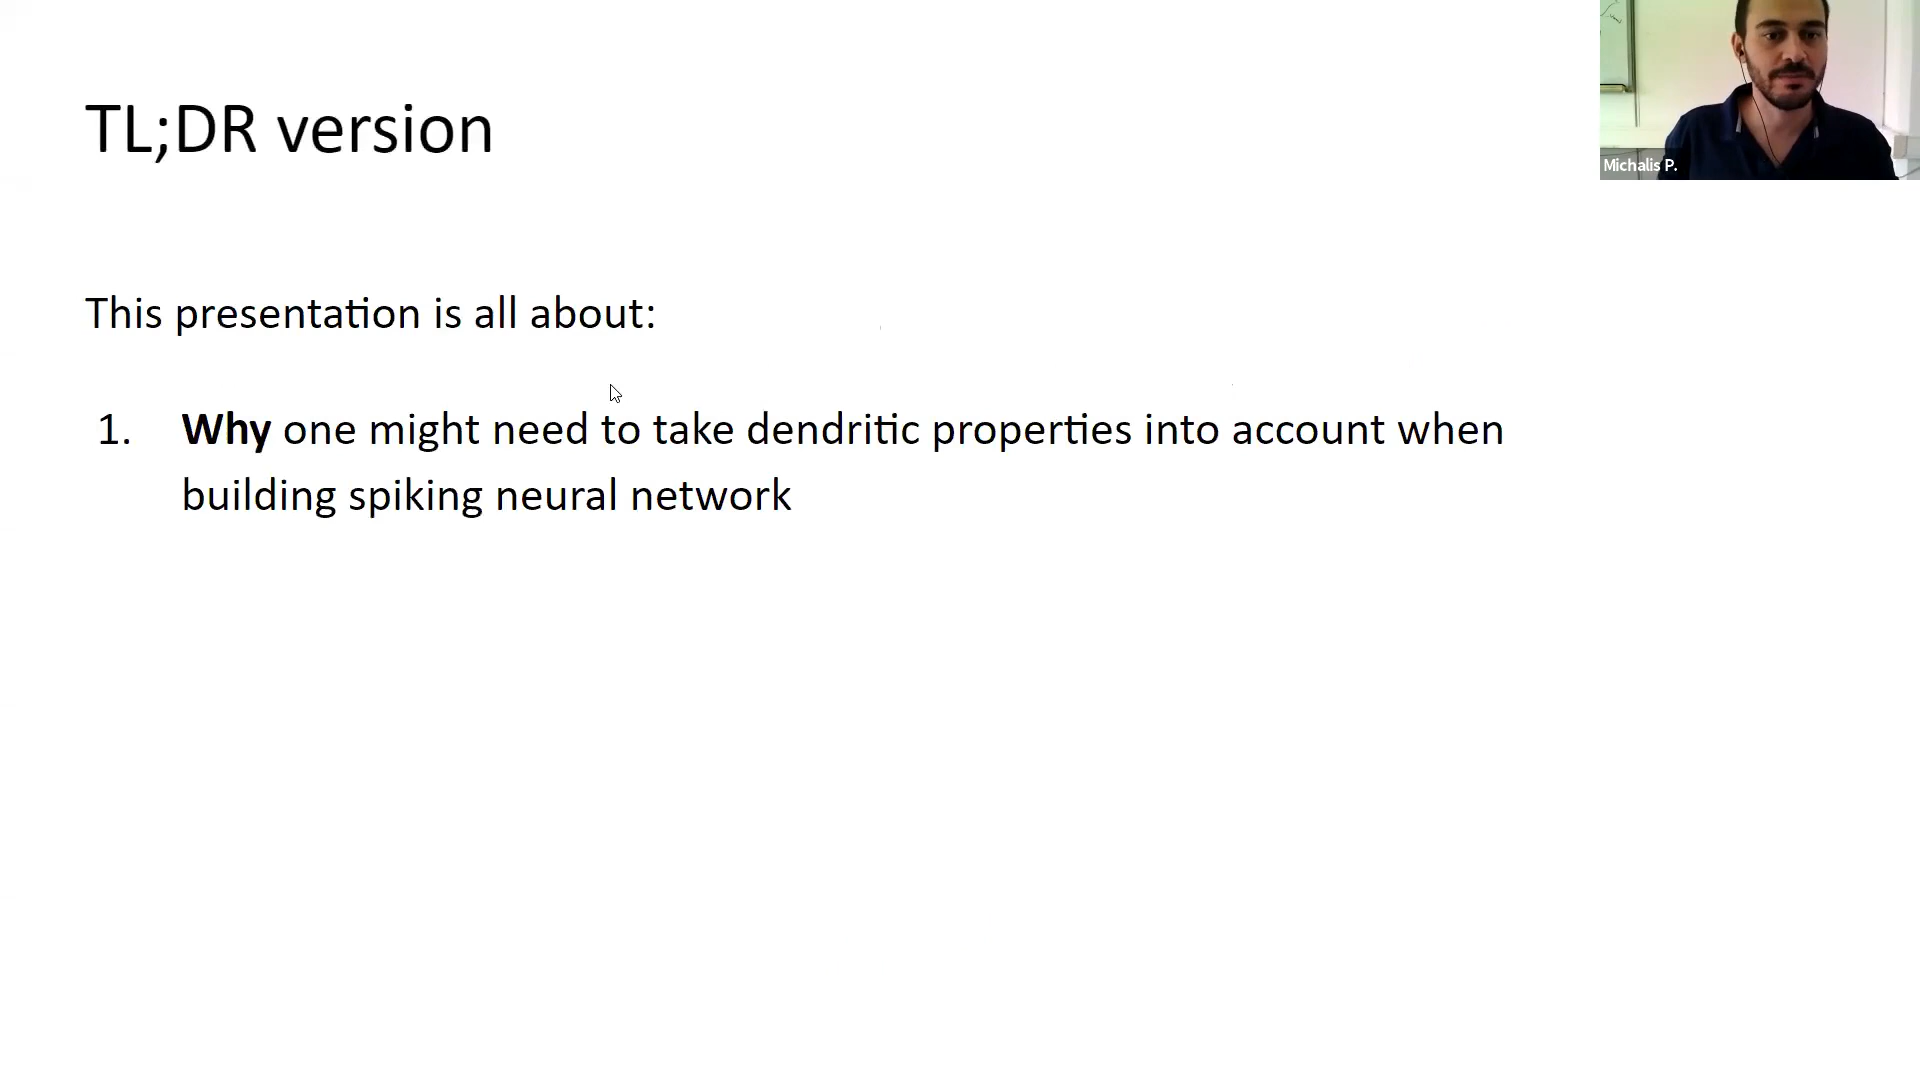 TL;DR version
Michalis P.
This presentation is all about:
1. Why one might need to take dendritic properties into account when
building spiking neural network